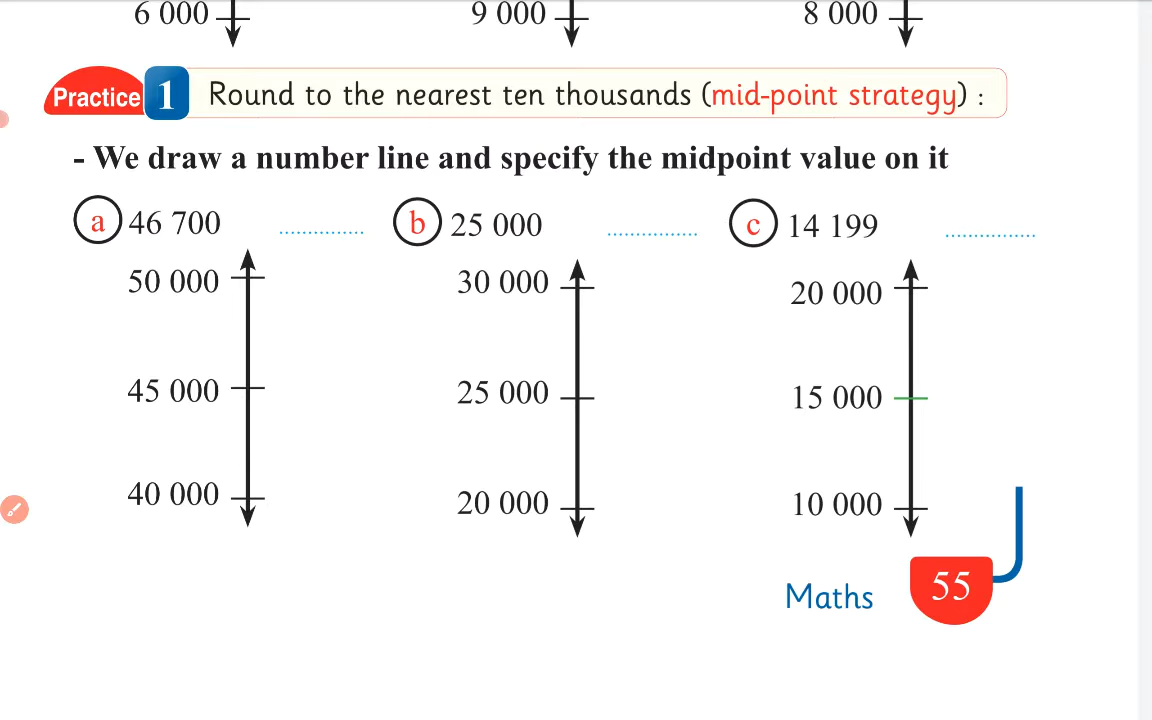 6 000 9 000 8 000
Practice 1 Round to the nearest ten thousands (mid-point strategy) :
- We draw a number line and specify the midpoint value on it
a 46 700 ............... b 25 000 ................ c 14 199 ................
50 000 30 000 20 000
45 000 25 000 15 000
40 000 20 000 10 000
Maths 55